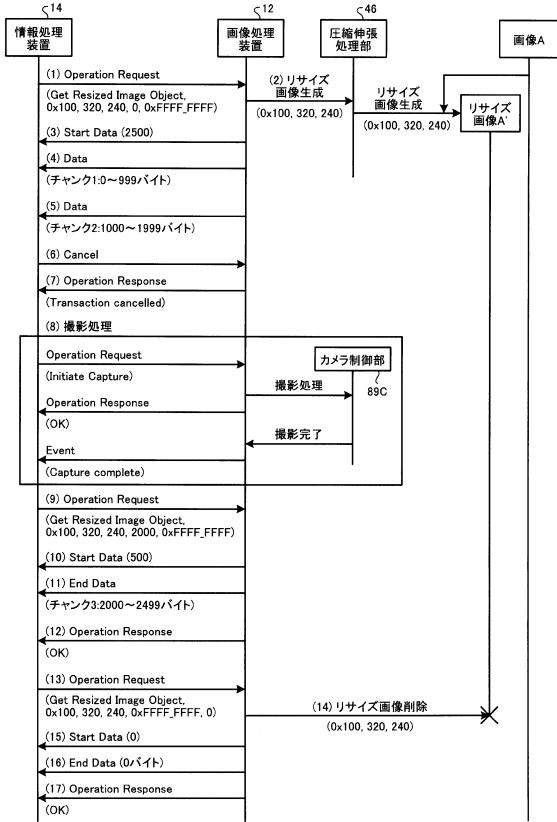 14
12
46
情報処理
装置
画像処理
装置
圧縮伸張
処理部
画像A
(1) Operation Request
(Get Resized Image Object,
0x100, 320, 240, 0, 0xFFFF_FFFF)
(2) リサイズ
画像生成
(0x100, 320, 240)
リサイズ
画像生成
(0x100, 320, 240)
リサイズ
画像A'
(3) Start Data (2500)
(4) Data
(チャンク1:0～999バイト)
(5) Data
(チャンク2:1000～1999バイト)
(6) Cancel
(7) Operation Response
(Transaction cancelled)
(8) 撮影処理
Operation Request
(Initiate Capture)
カメラ制御部
89C
撮影処理
Operation Response
(OK)
撮影完了
Event
(Capture complete)
(9) Operation Request
(Get Resized Image Object,
0x100, 320, 240, 2000, 0xFFFF_FFFF)
(10) Start Data (500)
(11) End Data
(チャンク3:2000～2499バイト)
(12) Operation Response
(OK)
(13) Operation Request
(Get Resized Image Object,
0x100, 320, 240, 0xFFFF_FFFF, 0)
(14) リサイズ画像削除
(0x100, 320, 240)
(15) Start Data (0)
(16) End Data (0バイト)
(17) Operation Response
(OK)